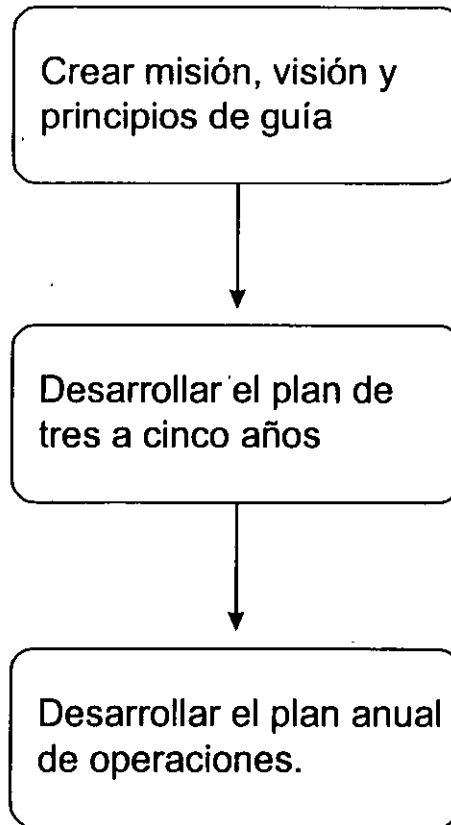 Crear misión, visión y
principios de guía
Desarrollar el plan de
tres a cinco años
Desarrollar el plan anual
de operaciones.